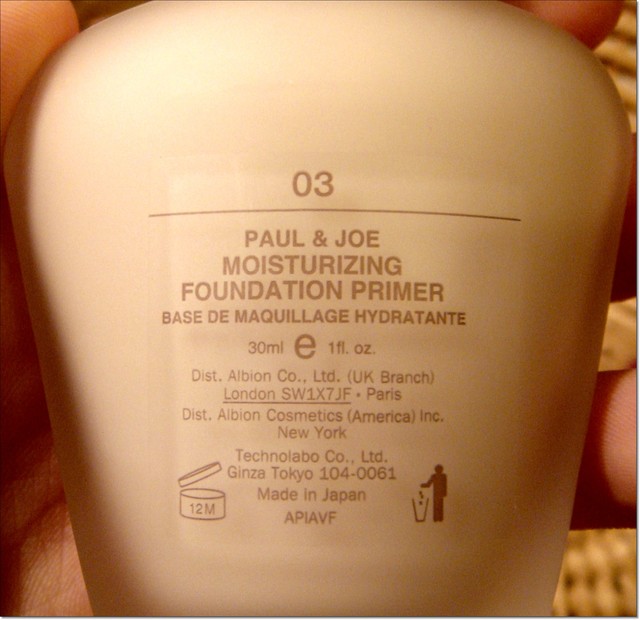 03
PAUL & JOE
MOISTURIZING
FOUNDATION PRIMER
BASE DE MAQUILLAGE HYDRATANTE
30ml e 1fl. oz.
Dist. Albion Co., Ltd. (UK Branch)
London SW1X7JF • Paris
Dist. Albion Cosmetics (America) Inc.
New York
Technolabo Co., Ltd.
Ginza Tokyo 104-0061
Made in Japan
12M
APIAVF